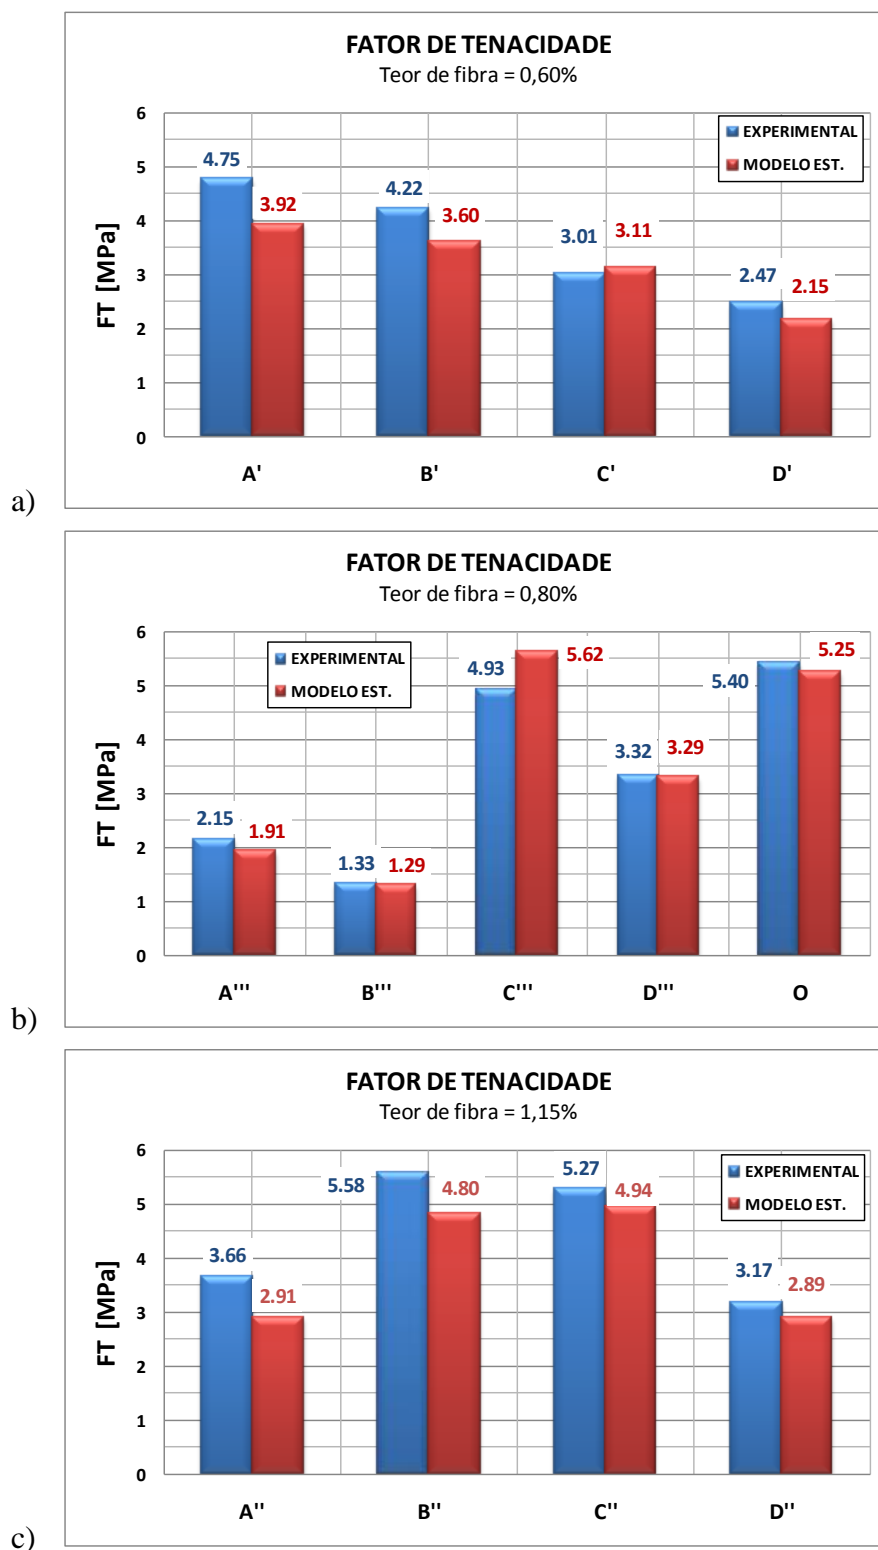 FATOR DE TENACIDADE
Teor de fibra = 0,60%
FT [MPa]
6
5
4
3
2
1
0
EXPERIMENTAL
MODELO EST.
4.75
3.92
4.22
3.60
3.01
3.11
2.47
2.15
A' B' C' D'
a)
FATOR DE TENACIDADE
Teor de fibra = 0,80%
FT [MPa]
6
5
4
3
2
1
0
EXPERIMENTAL
MODELO EST.
2.15
1.91
1.33
1.29
4.93
5.62
3.32
3.29
5.40
5.25
A''' B''' C''' D''' O
b)
FATOR DE TENACIDADE
Teor de fibra = 1,15%
FT [MPa]
6
5
4
3
2
1
0
EXPERIMENTAL
MODELO EST.
3.66
2.91
5.58
4.80
5.27
4.94
3.17
2.89
A'' B'' C'' D''
c)